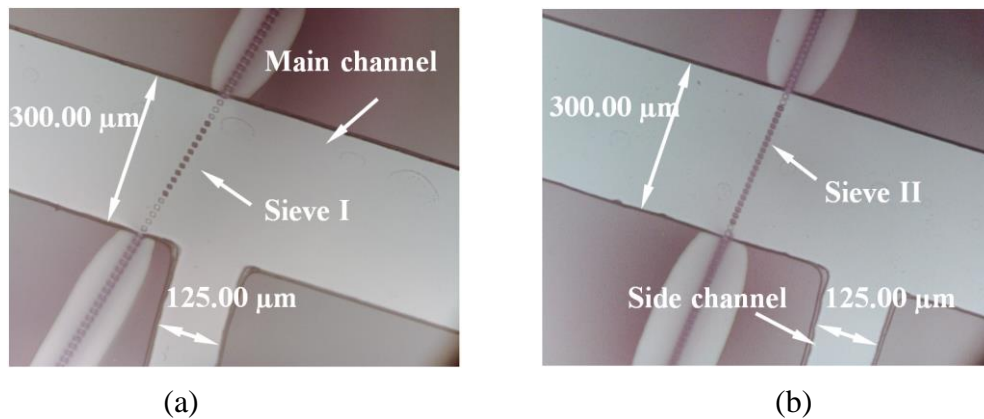 Main channel
300.00 µm
Sieve I
125.00 µm
(a)
300.00 µm
Sieve II
Side channel
125.00 µm
(b)